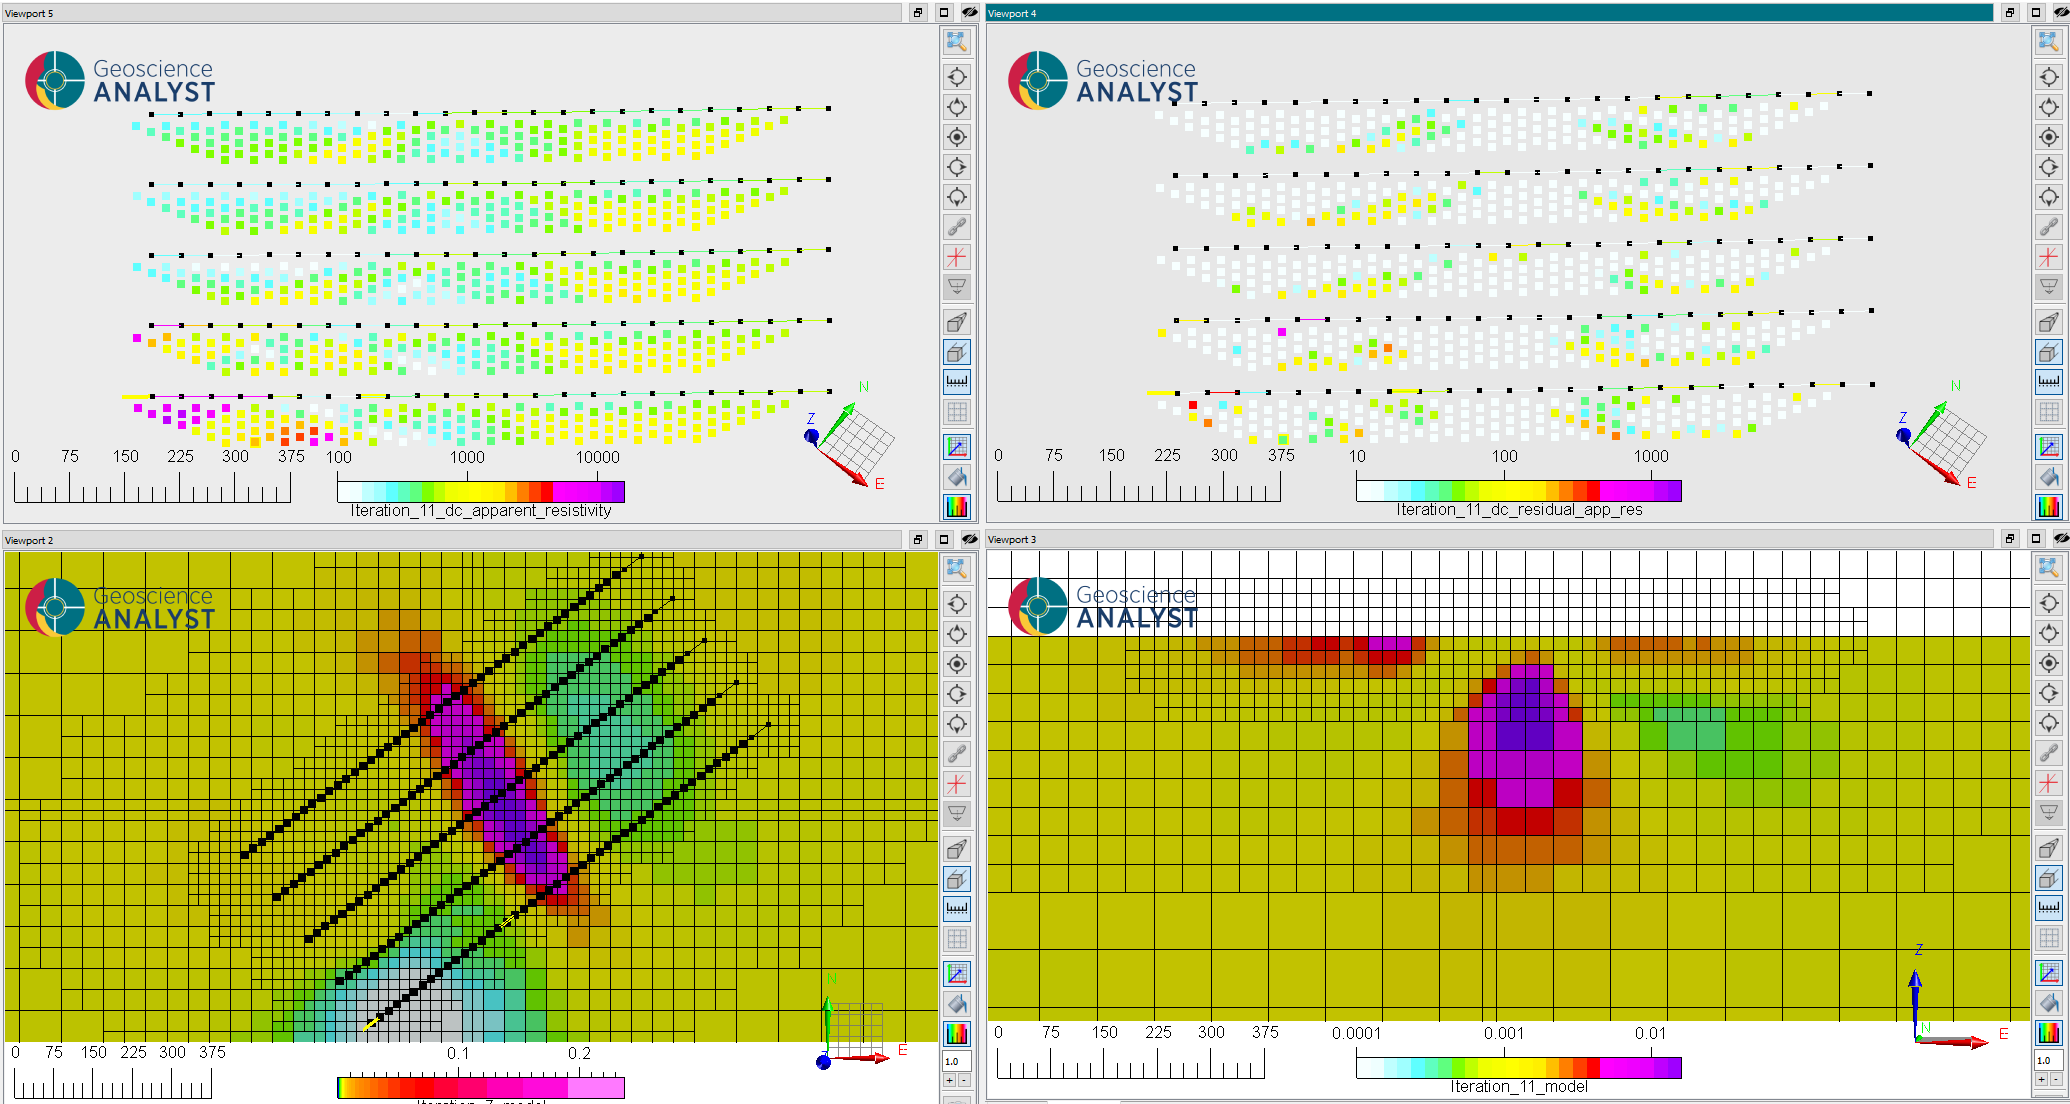 Viewport 5
Geoscience
ANALYST
N
Z
E
0 75 150 225 300 375 100 1000 10000
Iteration_11_dc_apparent_resistivity
Viewport 4
Geoscience
ANALYST
N
Z
E
0 75 150 225 300 375 10 100 1000
Iteration_11_dc_residual_app_res
Viewport 2
Geoscience
ANALYST
N
E
0 75 150 225 300 375 0.1 0.2
1.0
+ -
Iteration_7_model
Viewport 3
Geoscience
ANALYST
Z
N
E
0 75 150 225 300 375 0.0001 0.001 0.01
1.0
+ -
Iteration_11_model